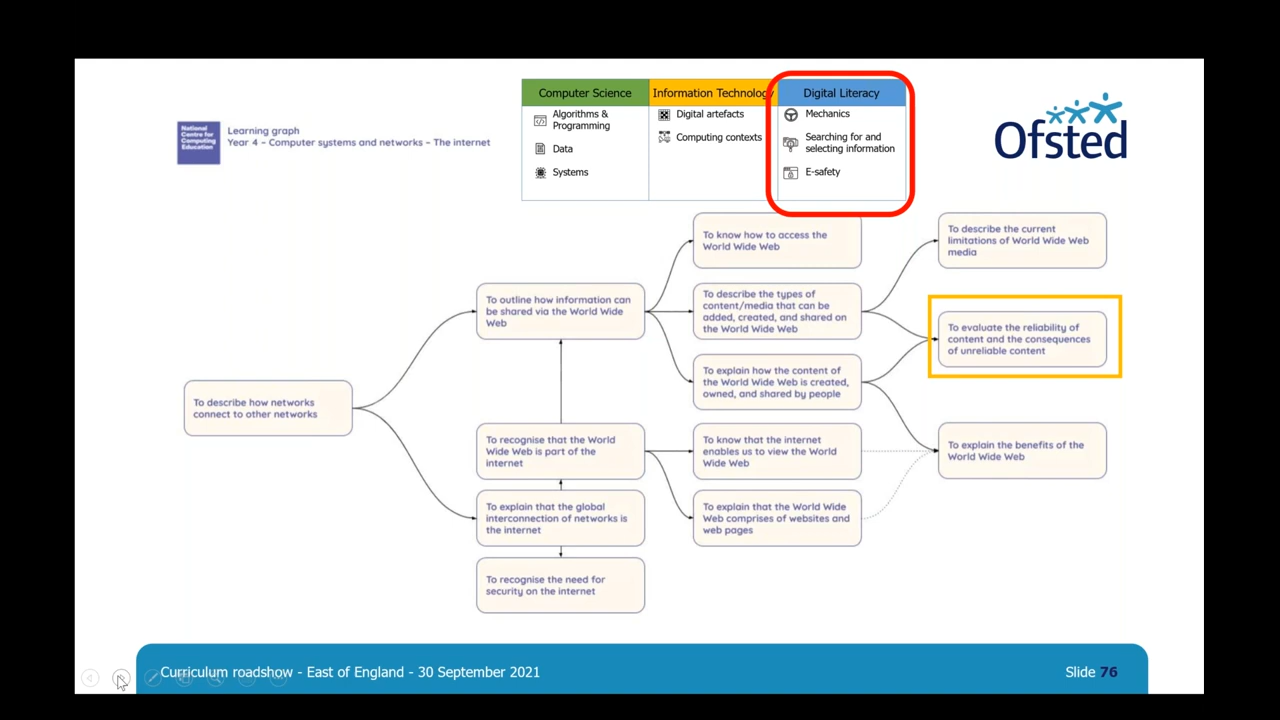 Computer Science
Information Technology
Digital Literacy
Algorithms &
Programming
Data
Systems
Digital artefacts
Computing contexts
Mechanics
Searching for and
selecting information
E-safety
National
Centre for
Computing
Education
Learning graph
Year 4 – Computer systems and networks – The internet
Ofsted
To describe how networks
connect to other networks
To outline how information can
be shared via the World Wide
Web
To recognise that the World
Wide Web is part of the
internet
To explain that the global
interconnection of networks is
the internet
To recognise the need for
security on the internet
To know how to access the
World Wide Web
To describe the types of
content/media that can be
added, created, and shared on
the World Wide Web
To explain how the content of
the World Wide Web is created,
owned, and shared by people
To know that the internet
enables us to view the World
Wide Web
To explain that the World Wide
Web comprises of websites and
web pages
To describe the current
limitations of World Wide Web
media
To evaluate the reliability of
content and the consequences
of unreliable content
To explain the benefits of the
World Wide Web
Curriculum roadshow - East of England - 30 September 2021
Slide 76